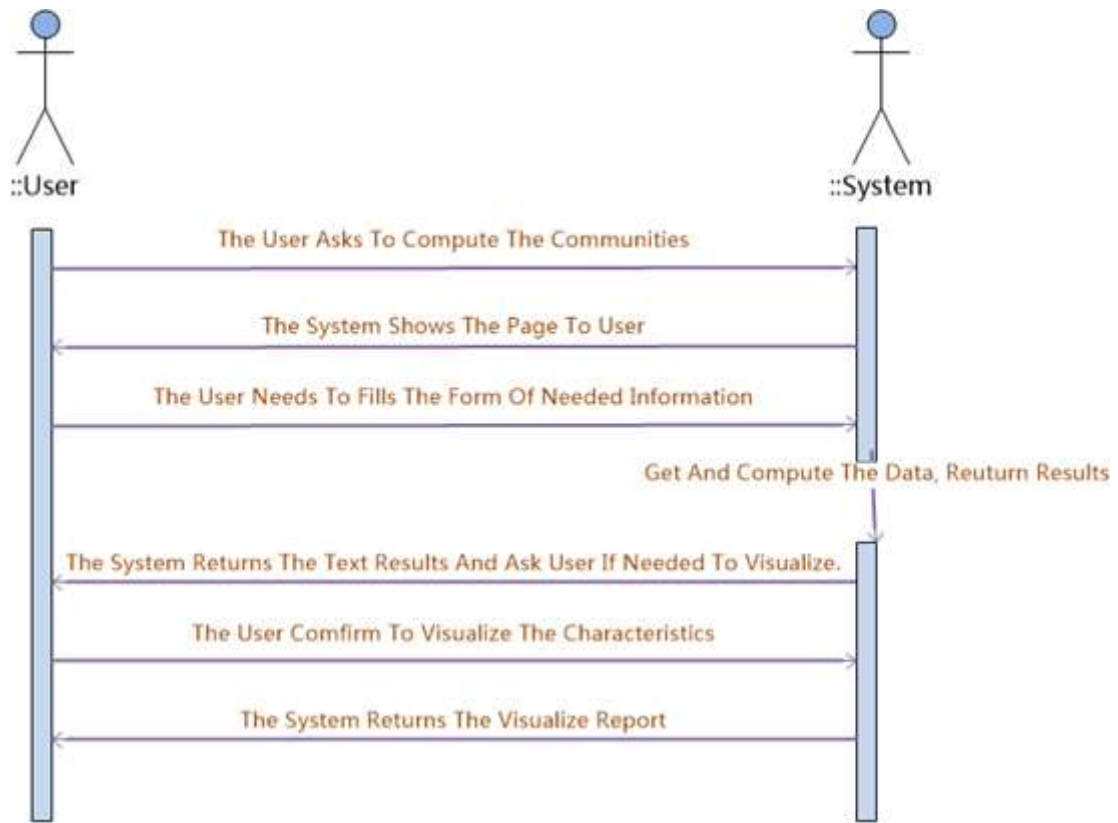 ::User
::System
The User Asks To Compute The Communities
The System Shows The Page To User
The User Needs To Fills The Form Of Needed Information
Get And Compute The Data, Reuturn Results
The System Returns The Text Results And Ask User If Needed To Visualize.
The User Comfirm To Visualize The Characteristics
The System Returns The Visualize Report